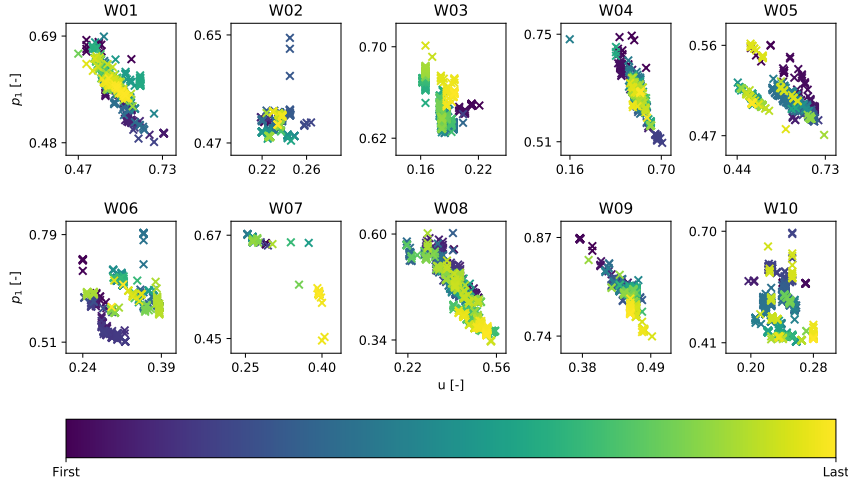 W01 W02 W03 W04 W05
p1 [-]
0.69 0.65 0.70 0.75 0.56
0.48 0.47 0.62 0.51 0.47
0.47 0.73 0.22 0.26 0.16 0.22 0.16 0.70 0.44 0.73
W06 W07 W08 W09 W10
p1 [-]
0.79 0.67 0.60 0.87 0.70
0.51 0.45 0.34 0.74 0.41
0.24 0.39 0.25 0.40 0.22 0.56 0.38 0.49 0.20 0.28
u [-]
First Last